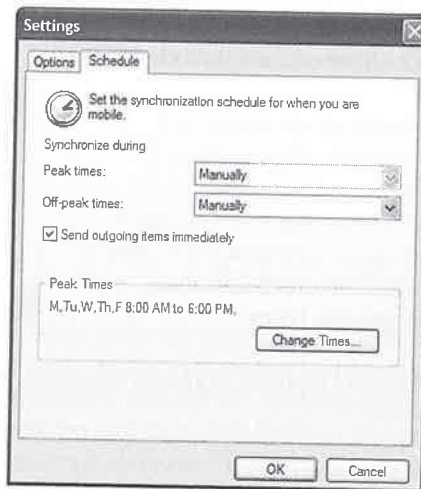 Settings
Options Schedule
Set the synchronization schedule for when you are
mobile.
Synchronize during
Peak times: Manually
Off-peak times: Manually
Send outgoing items immediately
Peak Times
M,Tu,W,Th,F 8:00 AM to 6:00 PM.
Change Times...
OK Cancel